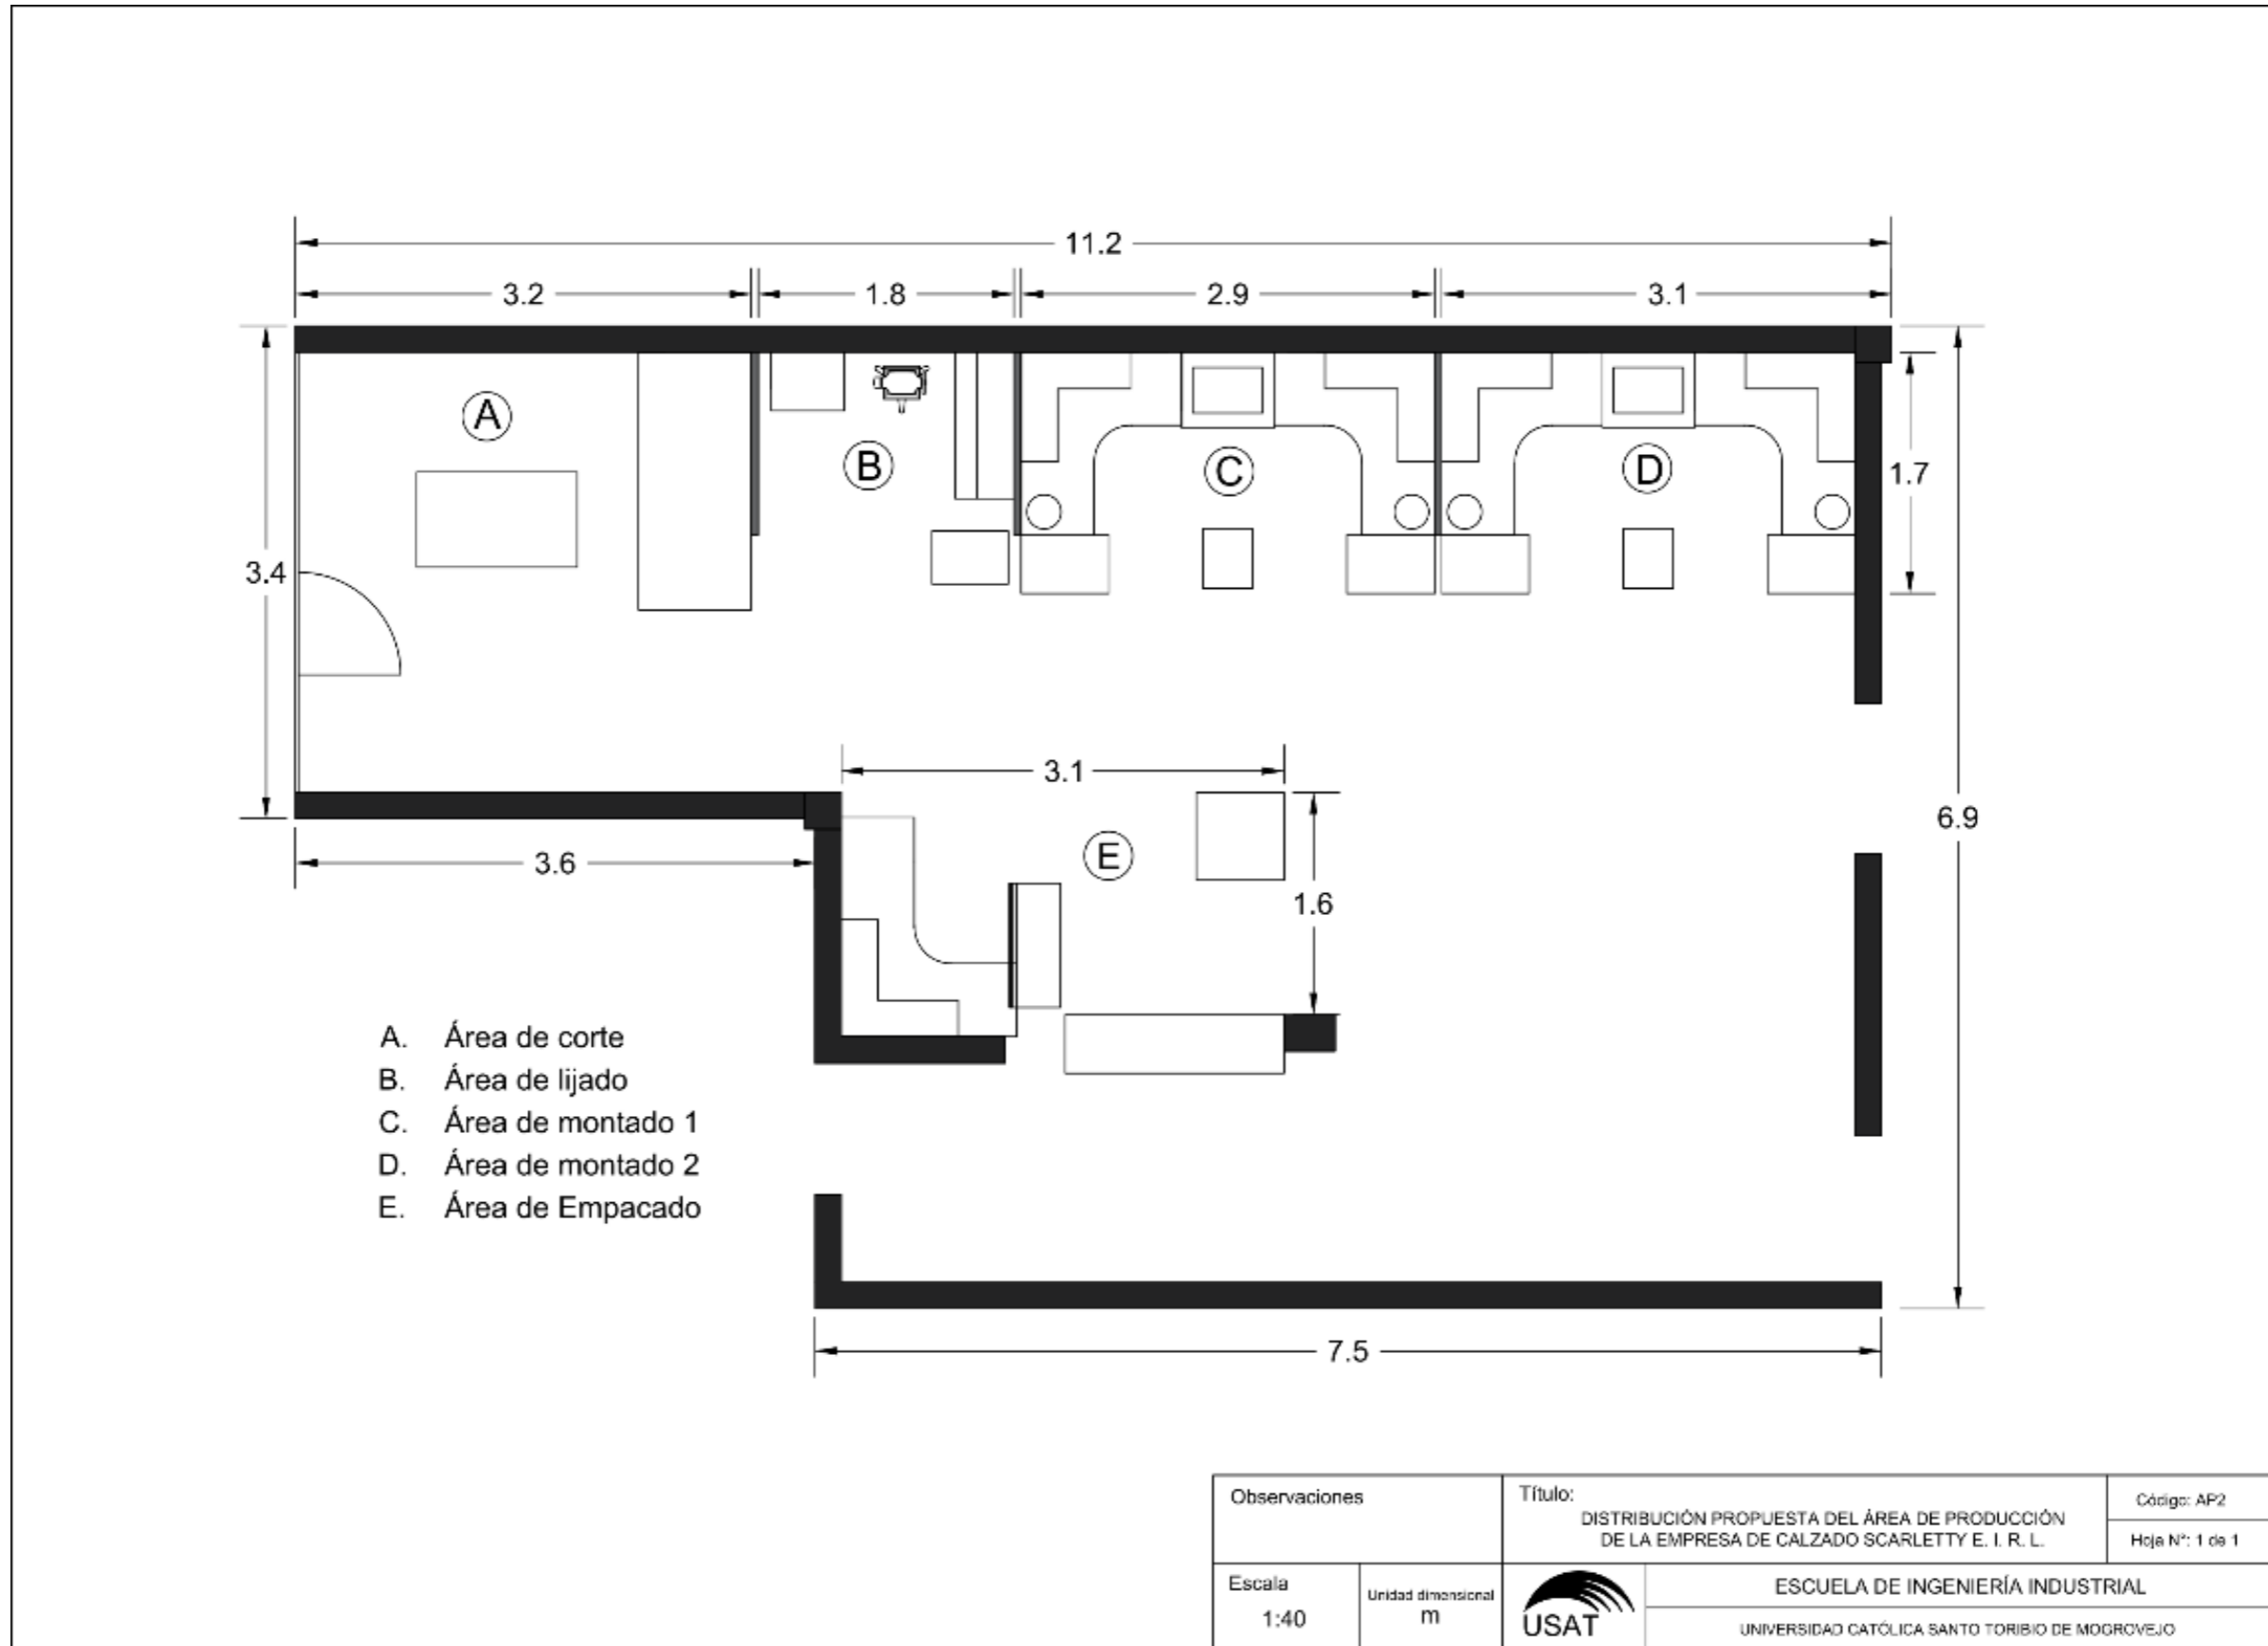 11.2
3.2
1.8
2.9
3.1
A
B
C
D
1.7
3.4
3.1
6.9
E
3.6
1.6
A. Área de corte
B. Área de lijado
C. Área de montado 1
D. Área de montado 2
E. Área de Empacado
7.5
Observaciones
Título:
DISTRIBUCIÓN PROPUESTA DEL ÁREA DE PRODUCCIÓN
DE LA EMPRESA DE CALZADO SCARLETTY E. I. R. L.
Código: AP2
Hoja N°: 1 de 1
Escala
1:40
Unidad dimensional
m
USAT
ESCUELA DE INGENIERÍA INDUSTRIAL
UNIVERSIDAD CATÓLICA SANTO TORIBIO DE MOGROVEJO